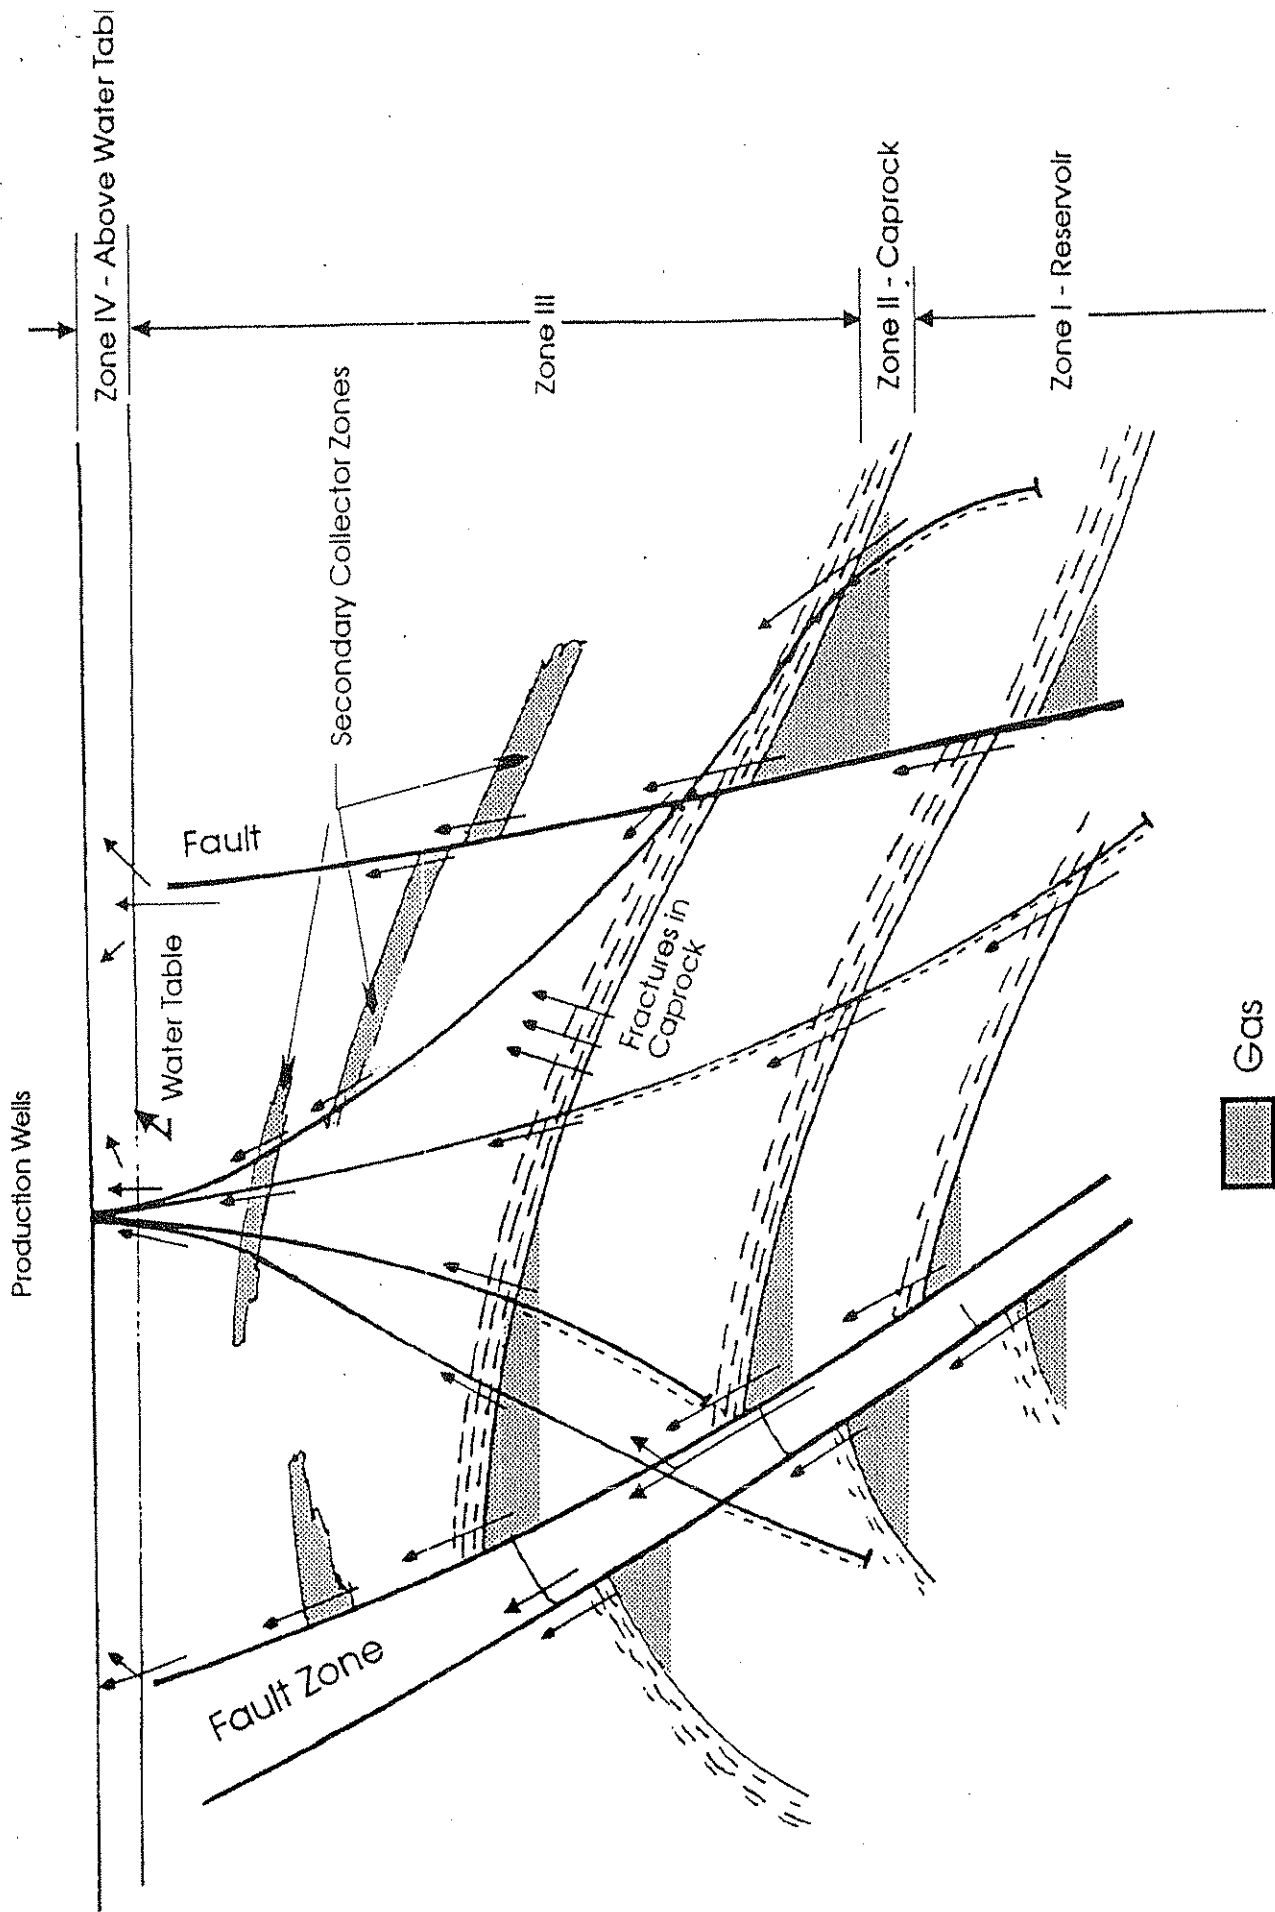 Production Wells
Zone IV - Above Water Tabl
Water Table
Fault
Secondary Collector Zones
Fault Zone
Zone III
Fractures in
Caprock
Zone II - Caprock
Zone I - Reservoir
Gas